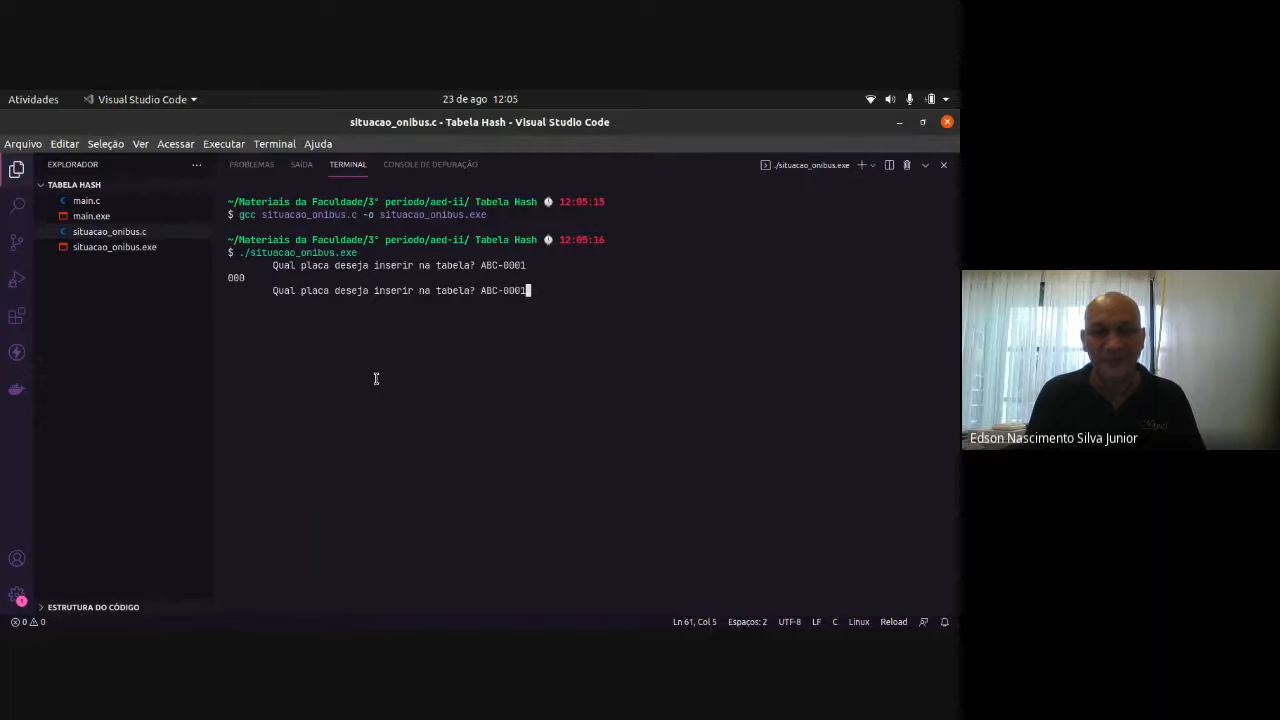 Atividades
Visual Studio Code
23 de ago 12:05
situacao_onibus.c - Tabela Hash - Visual Studio Code
Arquivo Editar Seleção Ver Acessar Executar Terminal Ajuda
EXPLORADOR
PROBLEMAS SAÍDA TERMINAL CONSOLE DE DEPURAÇÃO
./situacao_onibus.exe
TABELA HASH
main.c
main.exe
situacao_onibus.c
situacao_onibus.exe
~/Materiais da Faculdade/3° periodo/aed-ii/ Tabela Hash 12:05:15
$ gcc situacao_onibus.c -o situacao_onibus.exe
~/Materiais da Faculdade/3° periodo/aed-ii/ Tabela Hash 12:05:16
$ ./situacao_onibus.exe
Qual placa deseja inserir na tabela? ABC-0001
000
Qual placa deseja inserir na tabela? ABC-0001
Edson Nascimento Silva Junior
1
ESTRUTURA DO CÓDIGO
0 0
Ln 61, Col 5 Espaços: 2 UTF-8 LF C Linux Reload